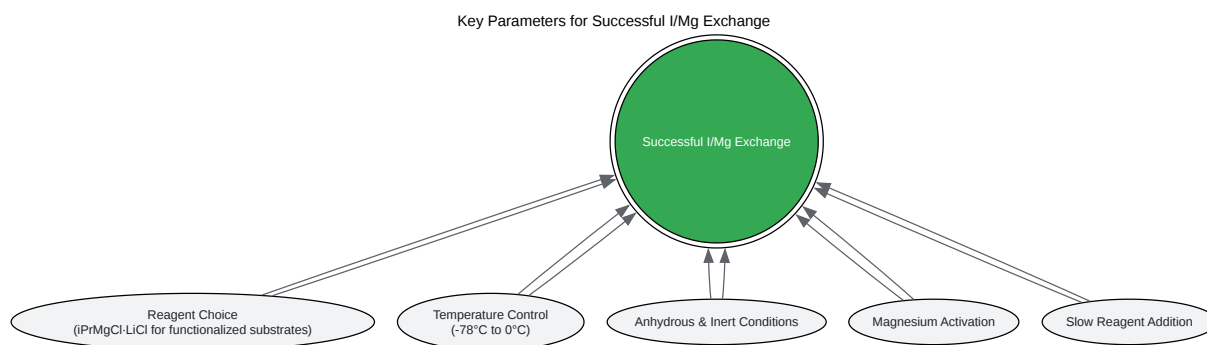 Key Parameters for Successful I/Mg Exchange
Successful I/Mg Exchange
Reagent Choice
(iPrMgCl·LiCl for functionalized substrates)
Temperature Control
(-78°C to 0°C)
Anhydrous & Inert Conditions
Magnesium Activation
Slow Reagent Addition